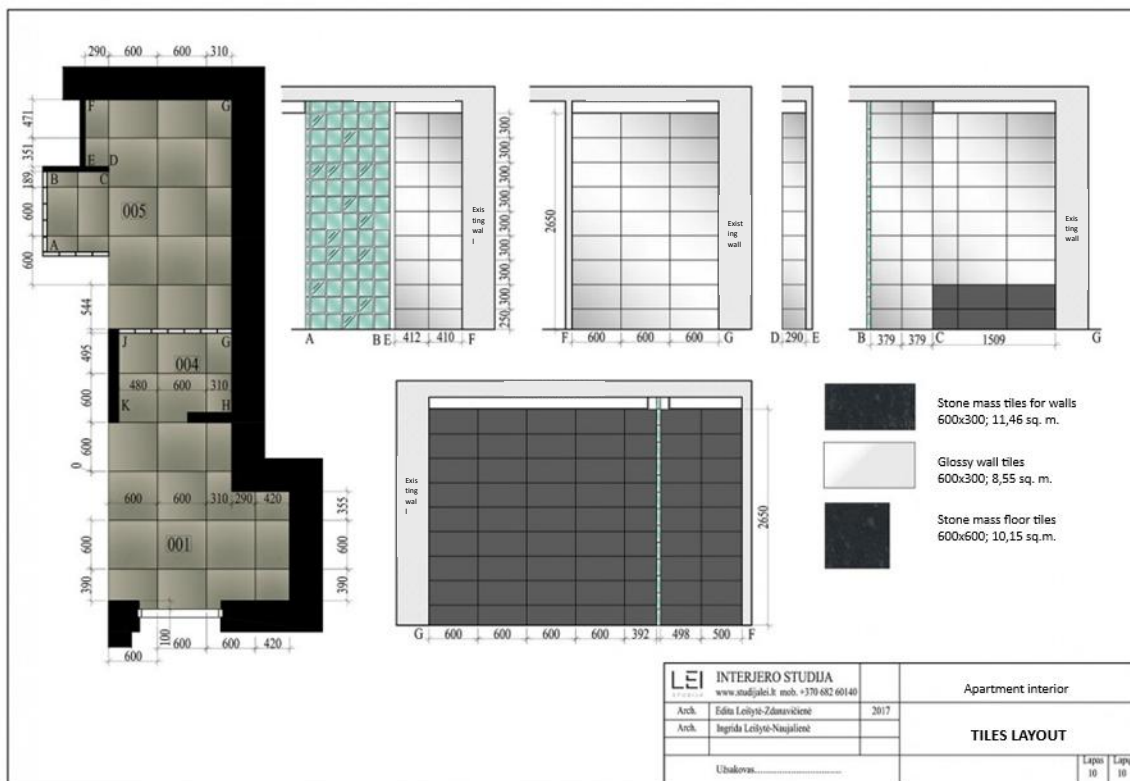 290 600 600 310
F G
471
351
E D
189
B C
600
005
A
600
544
J G
495
004
480 600 310
600
K H
600
0
600 600 310 290 420
355
600
001
600
390
390
100
600 600 420
600
Exis
ting
wal
l
300
300
300
300
300
300
300
300
250
A B E 412 410 F
2650
Exist
ing
wall
F 600 600 600 G
D 290 E
Exis
ting
wall
B 379 379 C 1509 G
Exis
ting
wal
l
2650
G 600 600 600 600 392 498 500 F
Stone mass tiles for walls
600x300; 11,46 sq. m.
Glossy wall tiles
600x300; 8,55 sq. m.
Stone mass floor tiles
600x600; 10,15 sq.m.
LEI
STUDIJA
INTERJERO STUDIJA
www.studijalei.lt mob. +370 682 60140
Apartment interior
Arch. Edita Leišytė-Zdanavičienė 2017
Arch. Ingrida Leišytė-Naujalienė
TILES LAYOUT
Užsakovas
Lapas Lapų
10 10